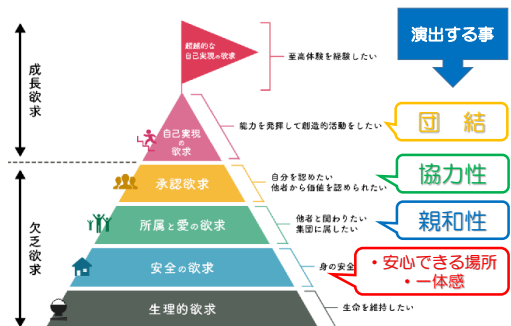 演出する事
超越的な
自己実現の欲求
至高体験を経験したい
成長欲求
自己実現
の
欲求
能力を発揮して創造的活動をしたい
団 結
承認欲求
自分を認めたい
他者から価値を認められたい
協力性
欠乏欲求
所属と愛の欲求
他者と関わりたい
集団に属したい
親和性
安全の欲求
身の安全
・安心できる場所
・一体感
生理的欲求
生命を維持したい